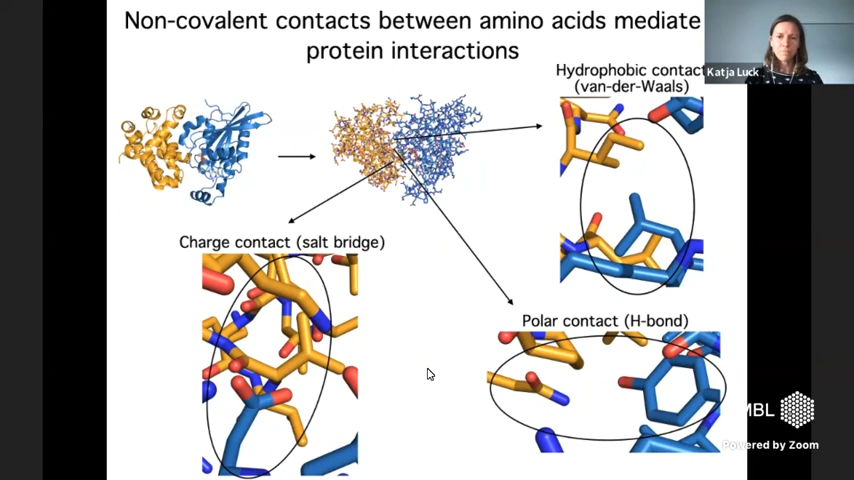 Non-covalent contacts between amino acids mediate
protein interactions
Hydrophobic contact
(van-der-Waals)
Katja Luck
Charge contact (salt bridge)
Polar contact (H-bond)
MBL
Powered by Zoom